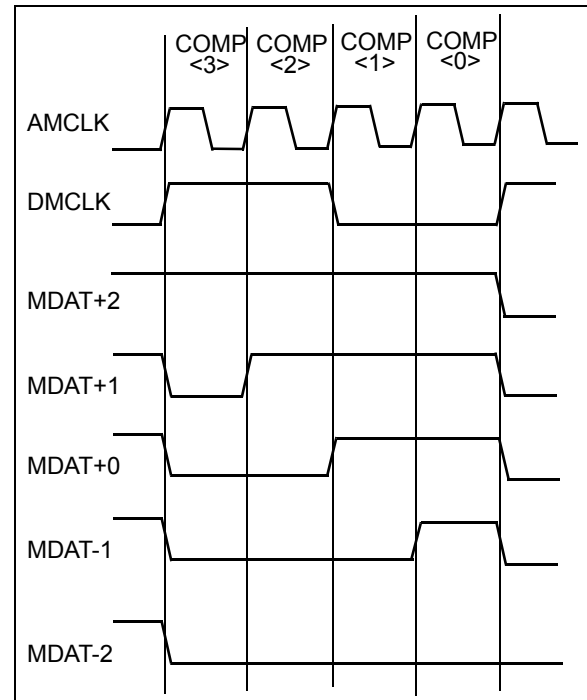 COMP COMP COMP COMP
<3> <2> <1> <0>
AMCLK
DMCLK
MDAT+2
MDAT+1
MDAT+0
MDAT-1
MDAT-2